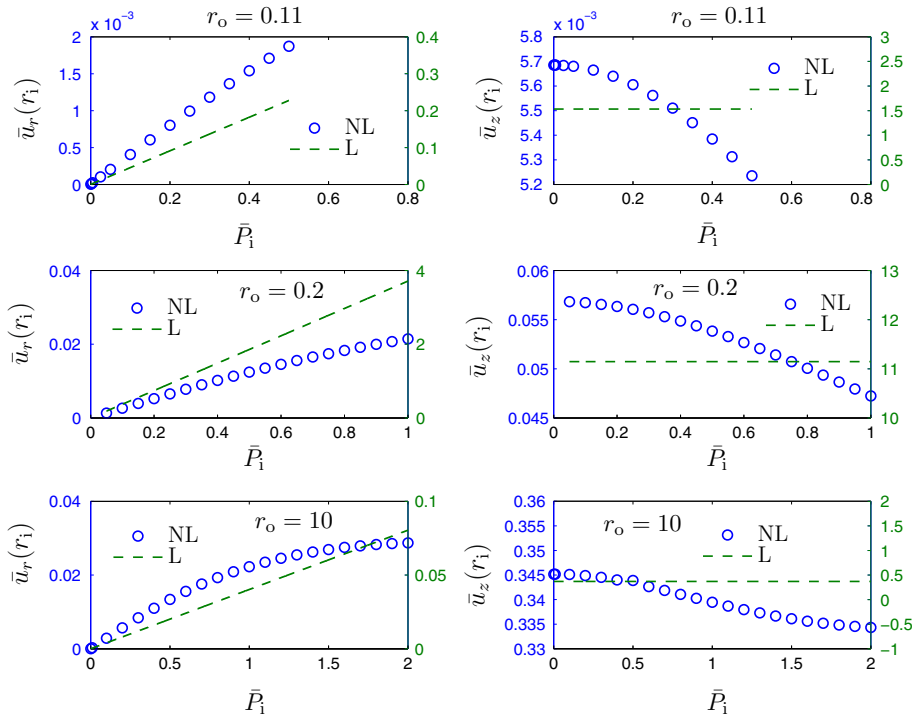 r_o = 0.11
× 10⁻³
2
1.5
1
0.5
0
0.4
0.3
0.2
0.1
0
0 0.2 0.4 0.6 0.8
ū_r(r_i)
P̄_i
NL
L
r_o = 0.11
× 10⁻³
5.8
5.7
5.6
5.5
5.4
5.3
5.2
3
2.5
2
1.5
1
0.5
0
0 0.2 0.4 0.6 0.8
ū_z(r_i)
P̄_i
NL
L
r_o = 0.2
0.04
0.02
0
4
2
0
0 0.2 0.4 0.6 0.8 1
ū_r(r_i)
P̄_i
NL
L
r_o = 0.2
0.06
0.055
0.05
0.045
13
12
11
10
0 0.2 0.4 0.6 0.8 1
ū_z(r_i)
P̄_i
NL
L
r_o = 10
0.04
0.02
0
0.1
0.05
0
0 0.5 1 1.5 2
ū_r(r_i)
P̄_i
NL
L
r_o = 10
0.36
0.355
0.35
0.345
0.34
0.335
0.33
2
1.5
1
0.5
0
−0.5
−1
0 0.5 1 1.5 2
ū_z(r_i)
P̄_i
NL
L